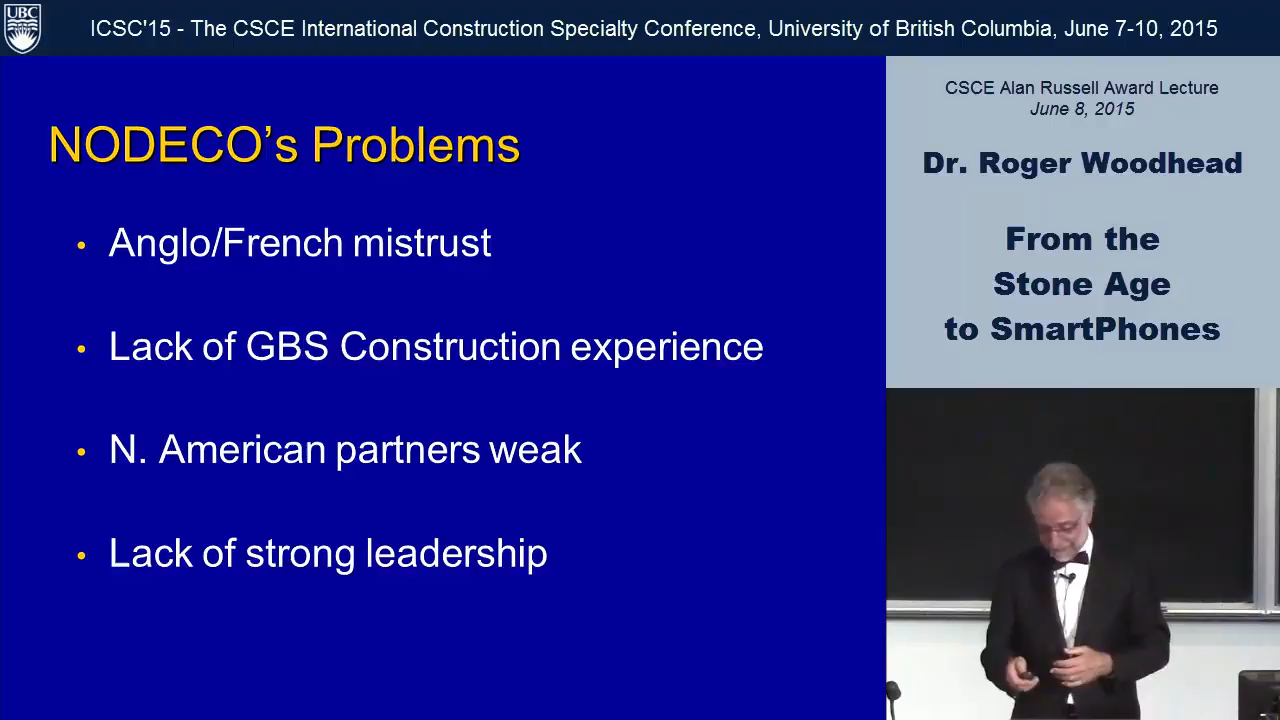 UBC
ICSC'15 - The CSCE International Construction Specialty Conference, University of British Columbia, June 7-10, 2015
NODECO’s Problems
• Anglo/French mistrust
• Lack of GBS Construction experience
• N. American partners weak
• Lack of strong leadership
CSCE Alan Russell Award Lecture
June 8, 2015
Dr. Roger Woodhead
From the
Stone Age
to SmartPhones